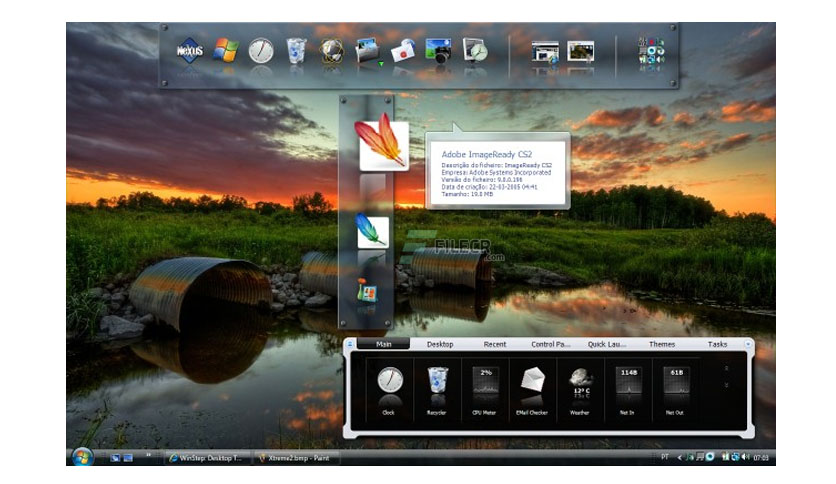 NeXuS
Adobe ImageReady CS2
Descrição do ficheiro: ImageReady CS2
Empresa: Adobe Systems Incorporated
Versão do ficheiro: 9.0.0.196
Data de criação: 22-03-2005 04:41
Tamanho: 19.8 MB
FILECR
.com
Main Desktop Recent Control Pa... Quick Lau... Themes Tasks
2% 12º C 114B 61B
Clock Recycler CPU Meter EMail Checker Weather Net In Net Out
WinStep: Desktop T... Xtreme2.bmp - Paint PT 07:03